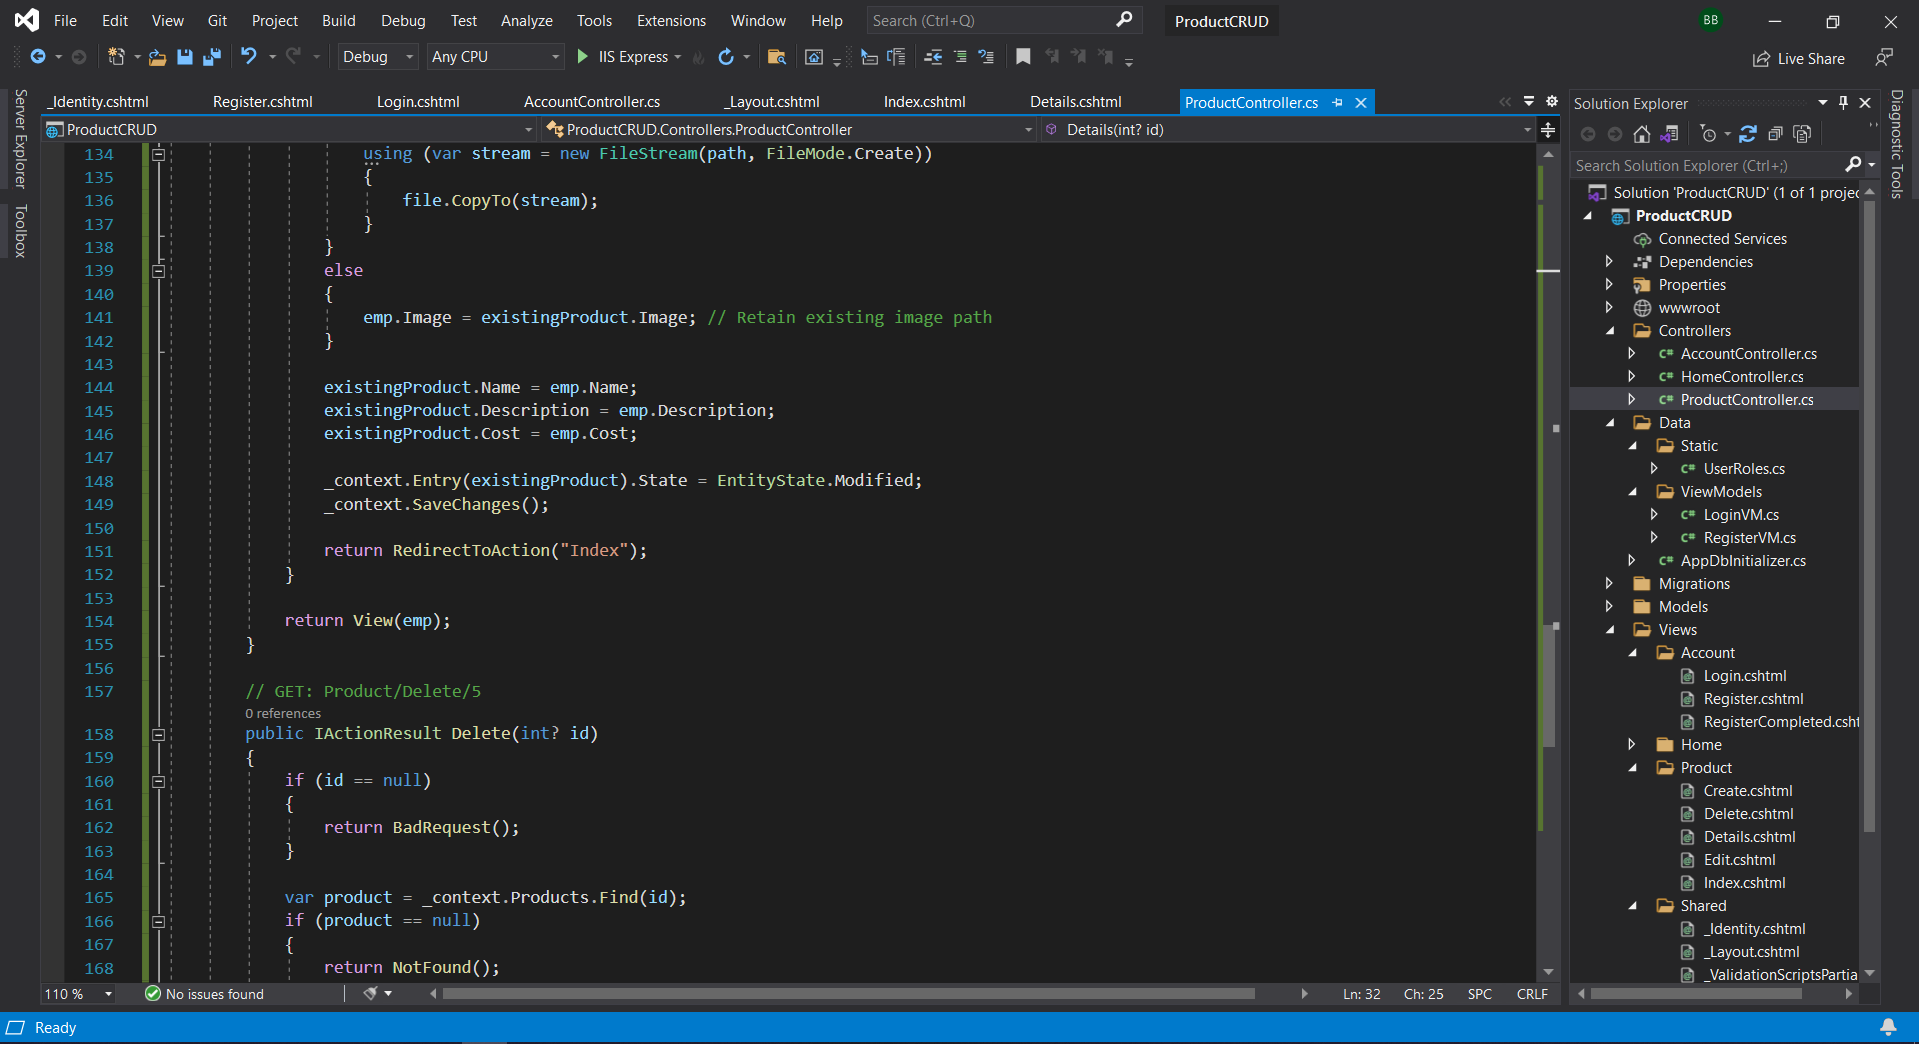 File Edit View Git Project Build Debug Test Analyze Tools Extensions Window Help Search (Ctrl+Q) ProductCRUD BB
Debug Any CPU IIS Express Live Share
Server Explorer
Toolbox
_Identity.cshtml Register.cshtml Login.cshtml AccountController.cs _Layout.cshtml Index.cshtml Details.cshtml ProductController.cs
ProductCRUD ProductCRUD.Controllers.ProductController Details(int? id)
134 using (var stream = new FileStream(path, FileMode.Create))
135 {
136 file.CopyTo(stream);
137 }
138 }
139 else
140 {
141 emp.Image = existingProduct.Image; // Retain existing image path
142 }
143
144 existingProduct.Name = emp.Name;
145 existingProduct.Description = emp.Description;
146 existingProduct.Cost = emp.Cost;
147
148 _context.Entry(existingProduct).State = EntityState.Modified;
149 _context.SaveChanges();
150
151 return RedirectToAction("Index");
152 }
153
154 return View(emp);
155 }
156
157 // GET: Product/Delete/5
0 references
158 public IActionResult Delete(int? id)
159 {
160 if (id == null)
161 {
162 return BadRequest();
163 }
164
165 var product = _context.Products.Find(id);
166 if (product == null)
167 {
168 return NotFound();
110 % No issues found Ln: 32 Ch: 25 SPC CRLF
Solution Explorer
Search Solution Explorer (Ctrl+;)
Solution 'ProductCRUD' (1 of 1 projec
ProductCRUD
Connected Services
Dependencies
Properties
wwwroot
Controllers
C# AccountController.cs
C# HomeController.cs
C# ProductController.cs
Data
Static
C# UserRoles.cs
ViewModels
C# LoginVM.cs
C# RegisterVM.cs
C# AppDbInitializer.cs
Migrations
Models
Views
Account
Login.cshtml
Register.cshtml
RegisterCompleted.csht
Home
Product
Create.cshtml
Delete.cshtml
Details.cshtml
Edit.cshtml
Index.cshtml
Shared
_Identity.cshtml
_Layout.cshtml
_ValidationScriptsPartia
Diagnostic Tools
Ready